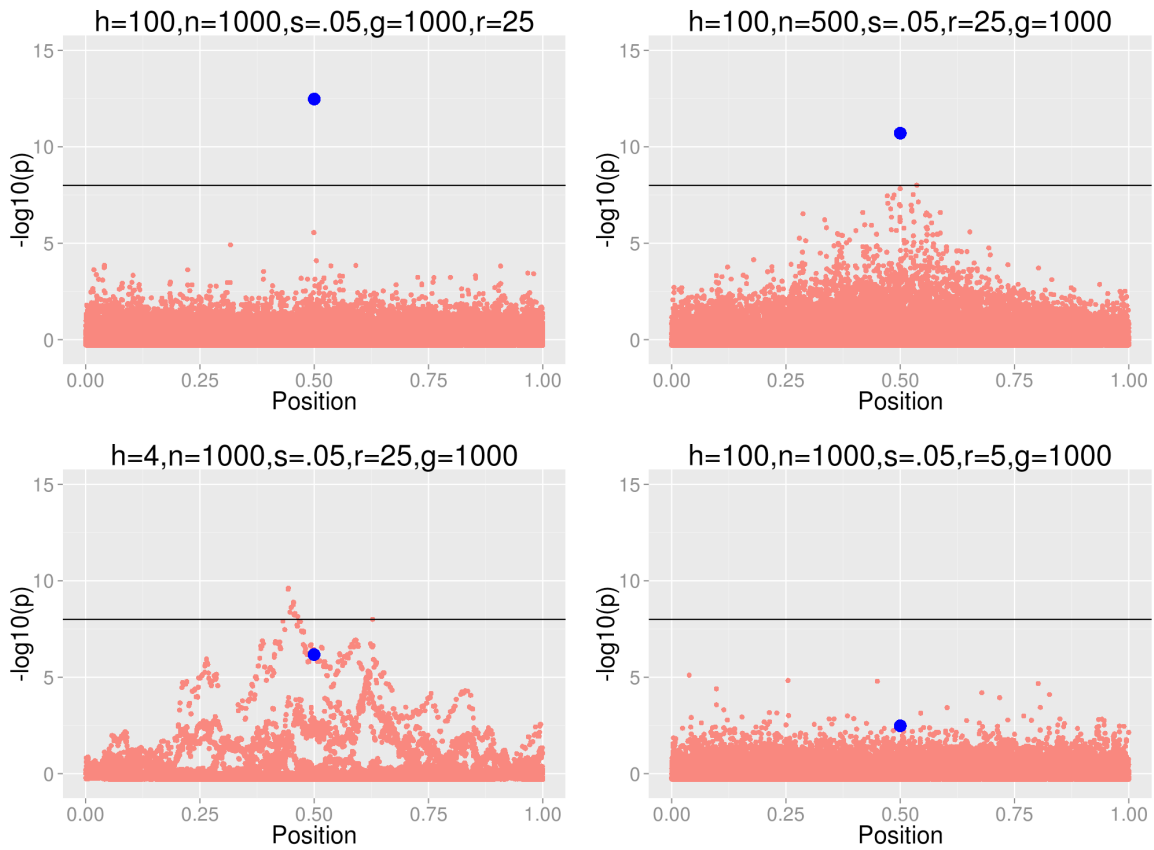 h=100,n=1000,s=.05,g=1000,r=25
15
10
5
0
-log10(p)
0.00 0.25 0.50 0.75 1.00
Position
h=100,n=500,s=.05,r=25,g=1000
15
10
5
0
-log10(p)
0.00 0.25 0.50 0.75 1.00
Position
h=4,n=1000,s=.05,r=25,g=1000
15
10
5
0
-log10(p)
0.00 0.25 0.50 0.75 1.00
Position
h=100,n=1000,s=.05,r=5,g=1000
15
10
5
0
-log10(p)
0.00 0.25 0.50 0.75 1.00
Position